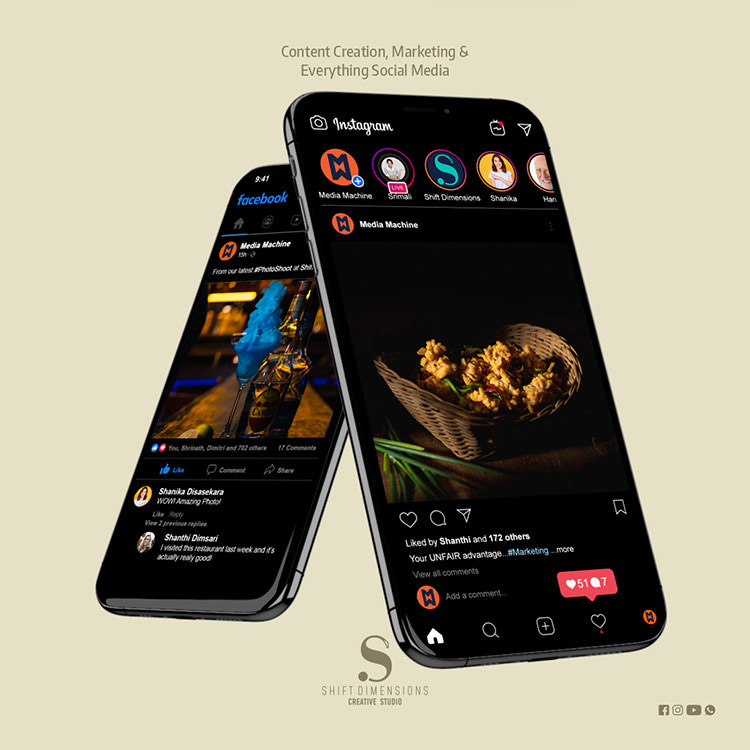 Content Creation, Marketing &
Everything Social Media
Instagram
Media Machine
LIVE
Srimali
Shift Dimensions
Shanika
Hari
Media Machine
Liked by Shanthi and 172 others
Your UNFAIR advantage...#Marketing ...more
View all comments
51 7
Add a comment...
9:41
facebook
Media Machine
15h
From our latest #PhotoShoot at Shif
You, Shrineth, Dimitri and 702 others 17 Comments
Like Comment Share
Shanika Disasekara
WOW! Amazing Photo!
Like Reply
View 2 previous replies
Shanthi Dimsari
I visited this restaurant last week and it's
actually realy good!
S
SHIFT DIMENSIONS
CREATIVE STUDIO